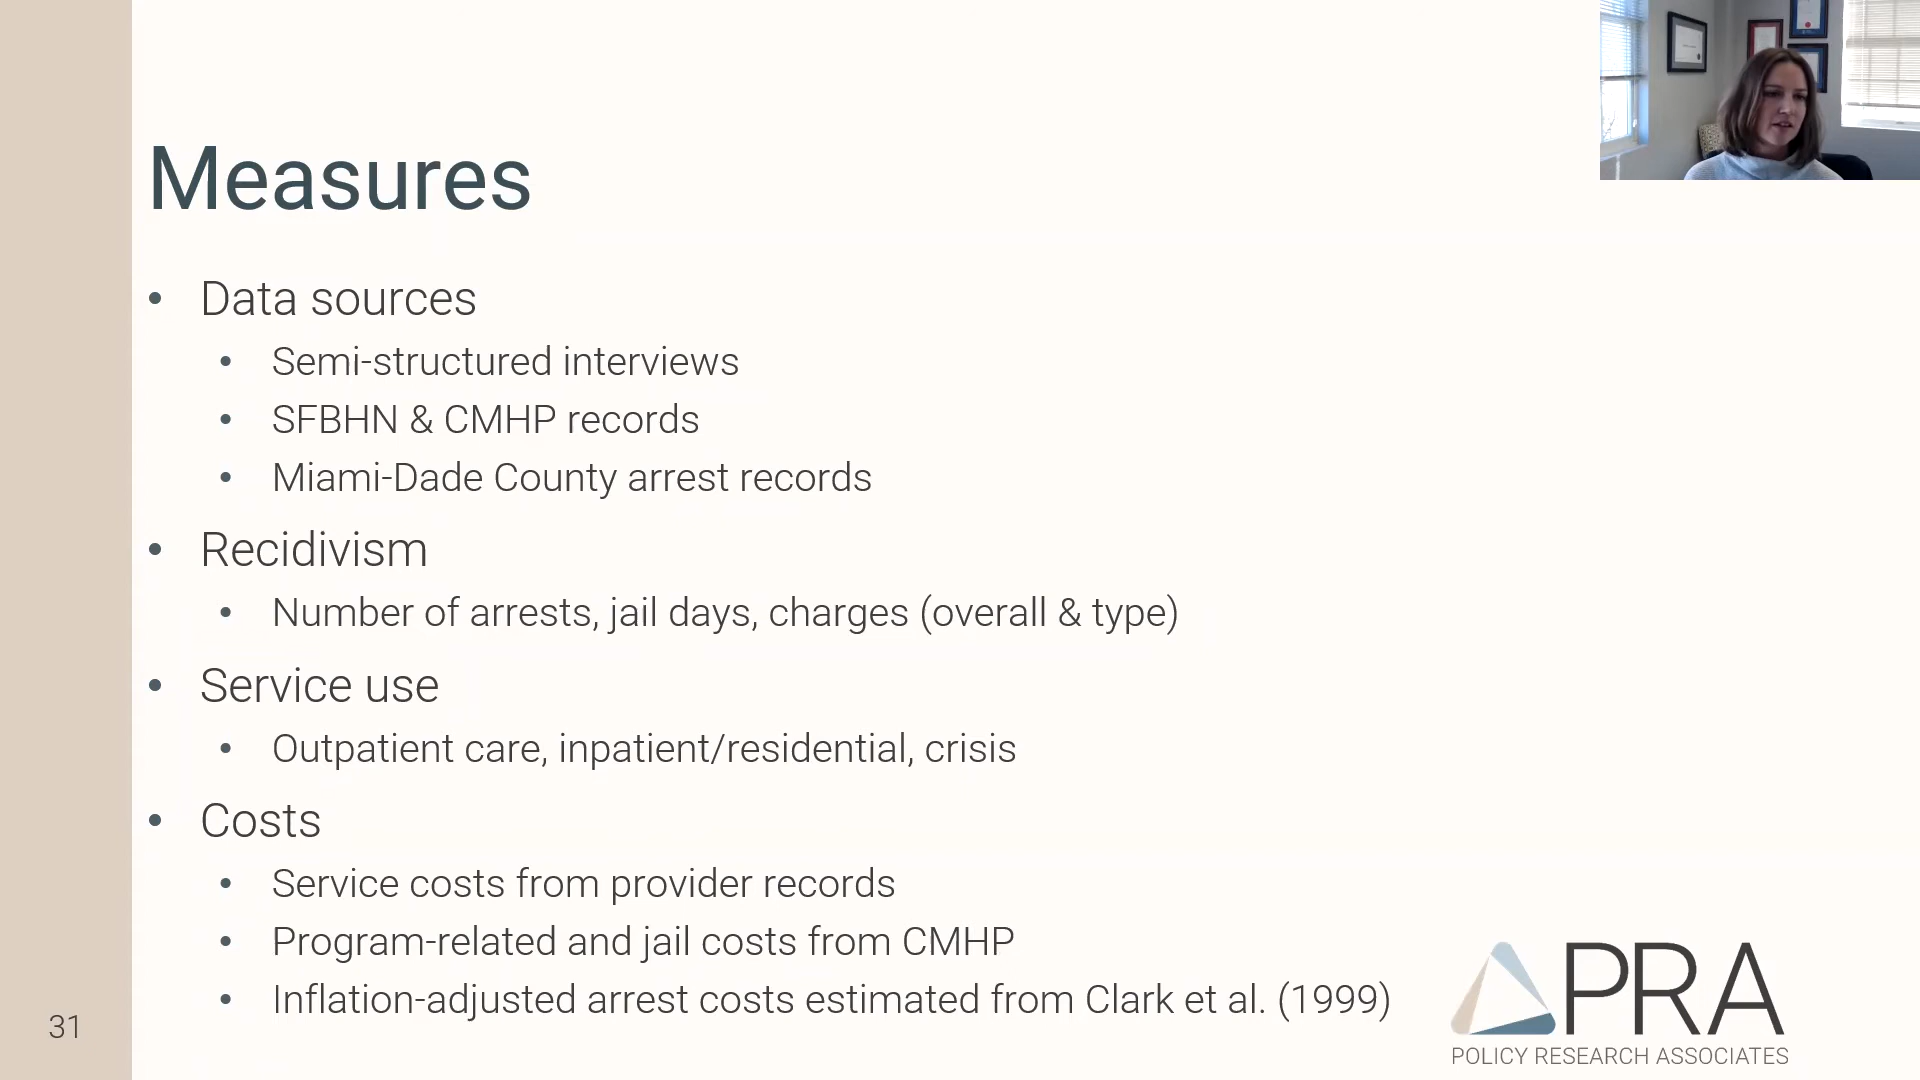 Measures
• Data sources
• Semi-structured interviews
• SFBHN & CMHP records
• Miami-Dade County arrest records
• Recidivism
• Number of arrests, jail days, charges (overall & type)
• Service use
• Outpatient care, inpatient/residential, crisis
• Costs
• Service costs from provider records
• Program-related and jail costs from CMHP
• Inflation-adjusted arrest costs estimated from Clark et al. (1999)
31
PRA
POLICY RESEARCH ASSOCIATES